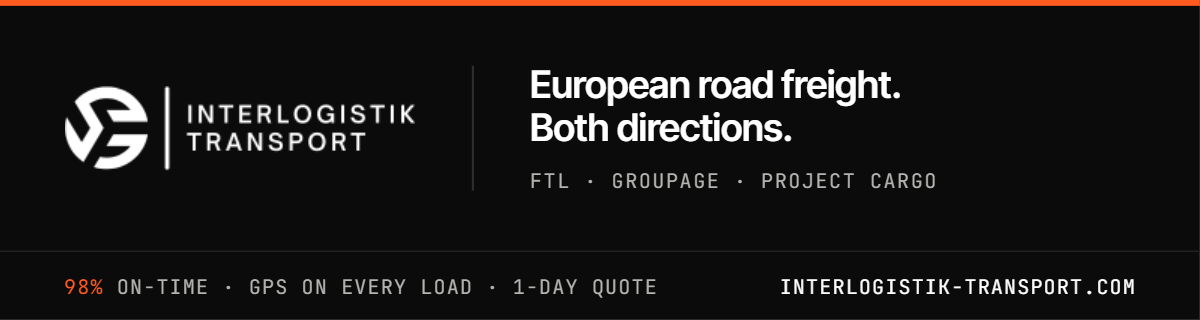 INTERLOGISTIK
TRANSPORT
European road freight.
Both directions.
FTL · GROUPAGE · PROJECT CARGO
98% ON-TIME · GPS ON EVERY LOAD · 1-DAY QUOTE
INTERLOGISTIK-TRANSPORT.COM